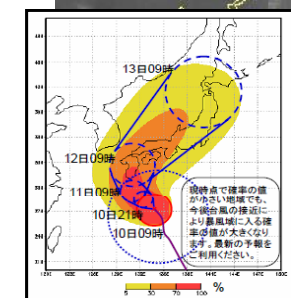 13日09時
12日09時
11日09時
10日21時
10日09時
現時点で確率の値
が小さい地域でも、
今後台風の接近に
より暴風域に入る確
率の値が大きくなり
ます。最新の予報を
ご利用ください。
5 30 70 100 %